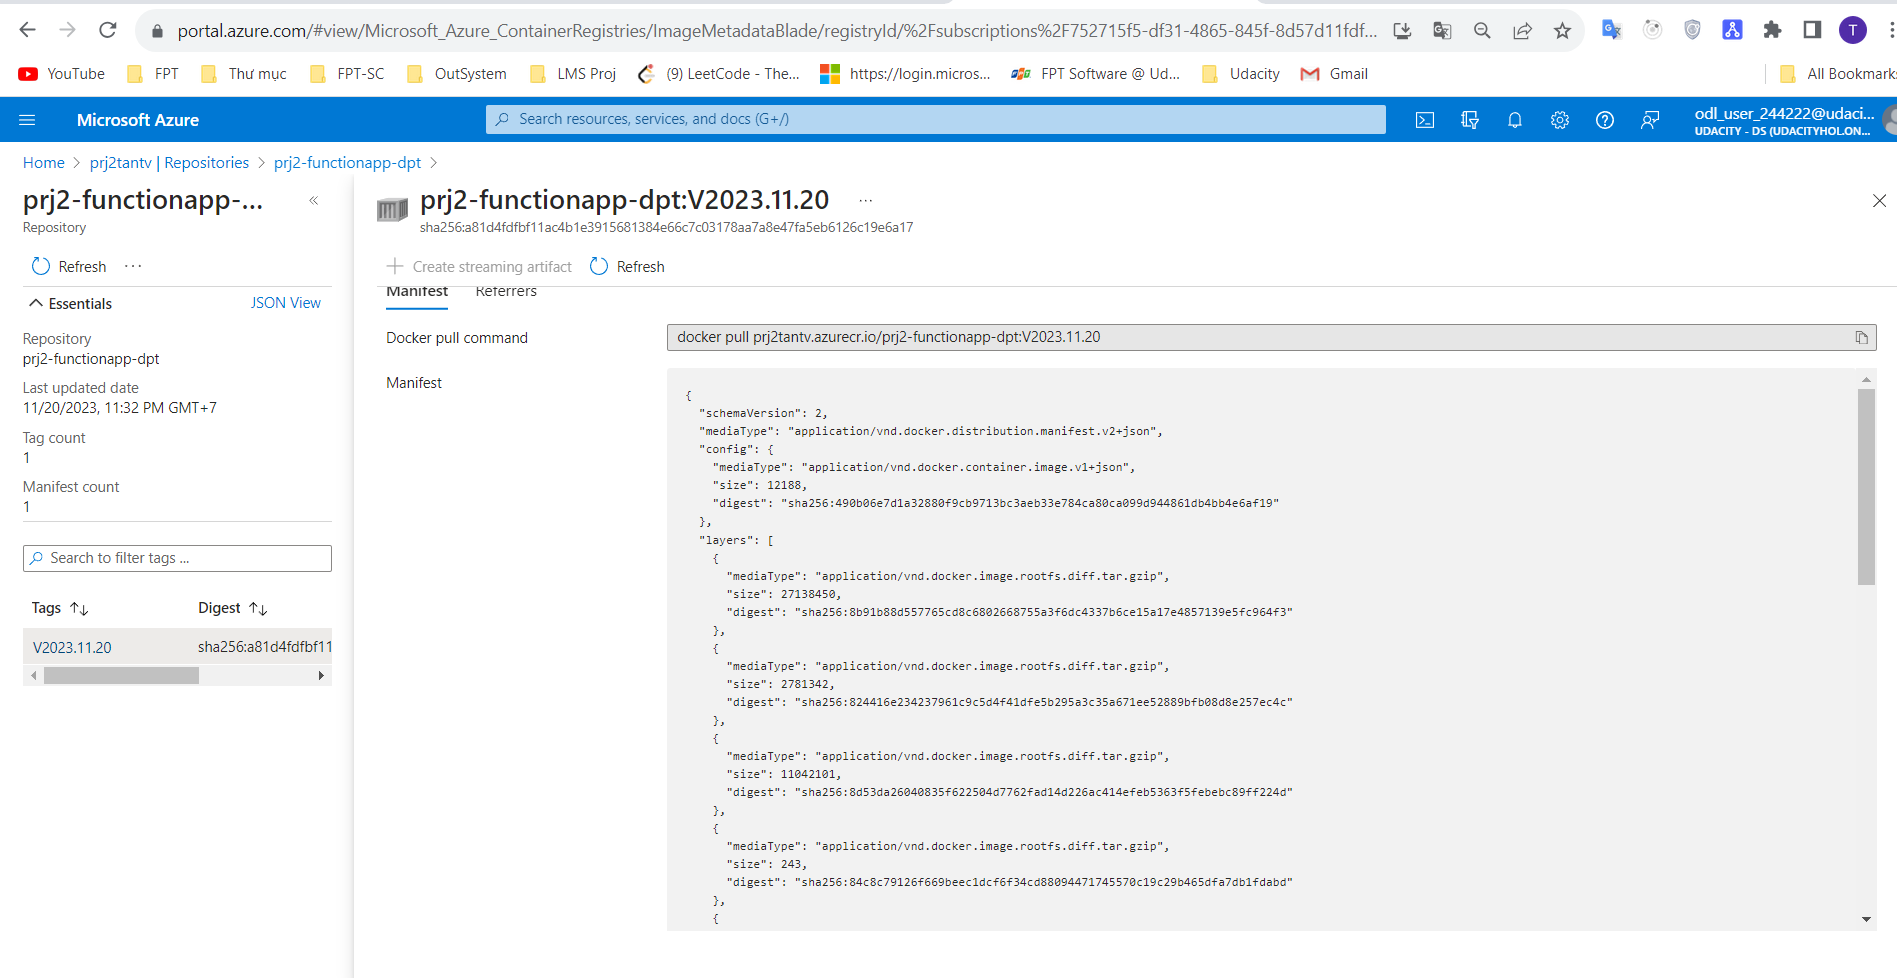 portal.azure.com/#view/Microsoft_Azure_ContainerRegistries/ImageMetadataBlade/registryId/%2Fsubscriptions%2F752715f5-df31-4865-845f-8d57d11fdf...
T
YouTube FPT Thư mục FPT-SC OutSystem LMS Proj (9) LeetCode - The... https://login.micros... FPT Software @ Ud... Udacity Gmail All Bookmarks
Microsoft Azure
Search resources, services, and docs (G+/)
odl_user_244222@udaci...
UDACITY - DS (UDACITYHOLON...
Home > prj2tantv | Repositories > prj2-functionapp-dpt >
prj2-functionapp-...
Repository
Refresh ...
Essentials
JSON View
Repository
prj2-functionapp-dpt
Last updated date
11/20/2023, 11:32 PM GMT+7
Tag count
1
Manifest count
1
Search to filter tags ...
Tags Digest
V2023.11.20 sha256:a81d4fdfbf11
prj2-functionapp-dpt:V2023.11.20 ...
sha256:a81d4fdfbf11ac4b1e3915681384e66c7c03178aa7a8e47fa5eb6126c19e6a17
Create streaming artifact Refresh
Manifest Referrers
Docker pull command
docker pull prj2tantv.azurecr.io/prj2-functionapp-dpt:V2023.11.20
Manifest
{
"schemaVersion": 2,
"mediaType": "application/vnd.docker.distribution.manifest.v2+json",
"config": {
"mediaType": "application/vnd.docker.container.image.v1+json",
"size": 12188,
"digest": "sha256:490b06e7d1a32880f9cb9713bc3aeb33e784ca80ca099d944861db4bb4e6af19"
},
"layers": [
{
"mediaType": "application/vnd.docker.image.rootfs.diff.tar.gzip",
"size": 27138450,
"digest": "sha256:8b91b88d557765cd8c6802668755a3f6dc4337b6ce15a17e4857139e5fc964f3"
},
{
"mediaType": "application/vnd.docker.image.rootfs.diff.tar.gzip",
"size": 2781342,
"digest": "sha256:824416e234237961c9c5d4f41dfe5b295a3c35a671ee52889bfb08d8e257ec4c"
},
{
"mediaType": "application/vnd.docker.image.rootfs.diff.tar.gzip",
"size": 11042101,
"digest": "sha256:8d53da26040835f622504d7762fad14d226ac414efeb5363f5febebc89ff224d"
},
{
"mediaType": "application/vnd.docker.image.rootfs.diff.tar.gzip",
"size": 243,
"digest": "sha256:84c8c79126f669beec1dcf6f34cd88094471745570c19c29b465dfa7db1fdabd"
},
{